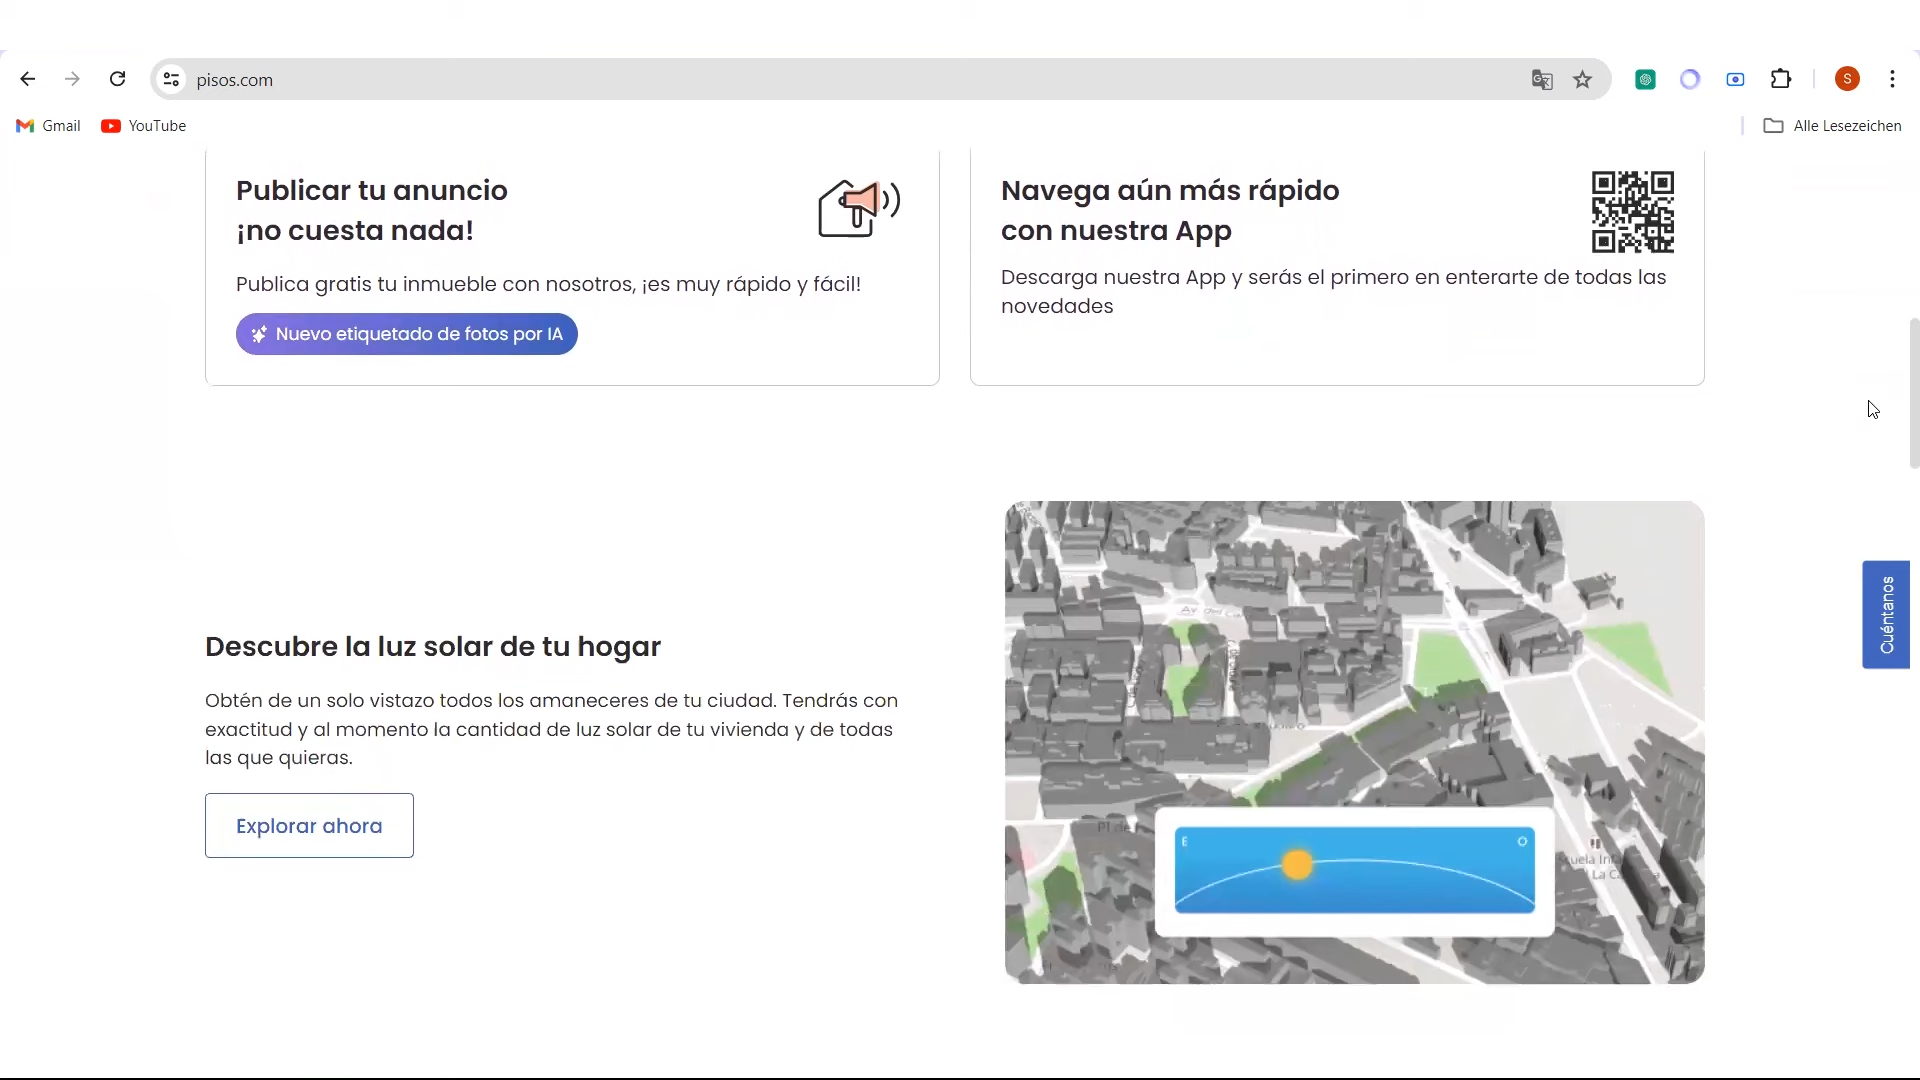 pisos.com
S
Gmail
YouTube
Alle Lesezeichen
Publicar tu anuncio
¡no cuesta nada!
Publica gratis tu inmueble con nosotros, ¡es muy rápido y fácil!
Nuevo etiquetado de fotos por IA
Navega aún más rápido
con nuestra App
Descarga nuestra App y serás el primero en enterarte de todas las
novedades
Cuéntanos
Descubre la luz solar de tu hogar
Obtén de un solo vistazo todos los amaneceres de tu ciudad. Tendrás con
exactitud y al momento la cantidad de luz solar de tu vivienda y de todas
las que quieras.
Explorar ahora
E
O